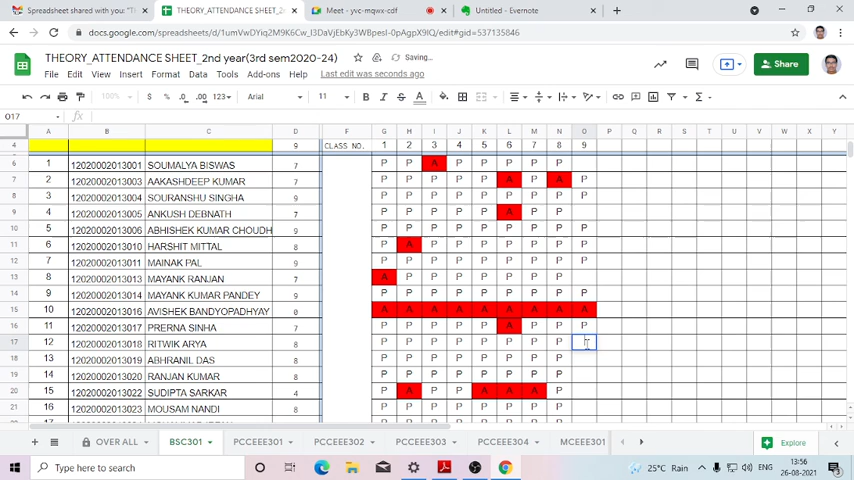 Spreadsheet shared with you: "T
THEORY_ATTENDANCE SHEET_2
Meet - yvc-mqwx-cdf
Untitled - Evernote
docs.google.com/spreadsheets/d/1umVwDYiq2M9K6Cw_I3DaVjEbKy3WBpesI-0pAgpX9lQ/edit#gid=537135846
THEORY_ATTENDANCE SHEET_2nd year(3rd sem2020-24)
Saving...
Share
File Edit View Insert Format Data Tools Add-ons Help Last edit was seconds ago
100% $ % .0 .00 123 Arial 11 B I S A
O17 fx
A B C D F G H I J K L M N O P Q R S T U V W X Y
4 9 CLASS NO. 1 2 3 4 5 6 7 8 9
6 1 12020002013001 SOUMALYA BISWAS 7 P P A P P P P P
7 2 12020002013003 AAKASHDEEP KUMAR 7 P P P P P A P A P
8 3 12020002013004 SOURANSHU SINGHA 9 P P P P P P P P P
9 4 12020002013005 ANKUSH DEBNATH 7 P P P P P A P P
10 5 12020002013006 ABHISHEK KUMAR CHOUDH 9 P P P P P P P P P
11 6 12020002013010 HARSHIT MITTAL 8 P A P P P P P P P
12 7 12020002013011 MAINAK PAL 9 P P P P P P P P P
13 8 12020002013013 MAYANK RANJAN 7 A P P P P P P P
14 9 12020002013014 MAYANK KUMAR PANDEY 9 P P P P P P P P P
15 10 12020002013016 AVISHEK BANDYOPADHYAY 0 A A A A A A A A A
16 11 12020002013017 PRERNA SINHA 7 P P P P P A P P P
17 12 12020002013018 RITWIK ARYA 8 P P P P P P P P
18 13 12020002013019 ABHRANIL DAS 8 P P P P P P P P
19 14 12020002013020 RANJAN KUMAR 8 P P P P P P P P
20 15 12020002013022 SUDIPTA SARKAR 4 P A P P A A A P
21 16 12020002013023 MOUSAM NANDI 8 P P P P P P P P
OVER ALL BSC301 PCCEEE301 PCCEEE302 PCCEEE303 PCCEEE304 MCEEE301 Explore
Type here to search
25°C Rain
ENG
13:56
26-08-2021
3